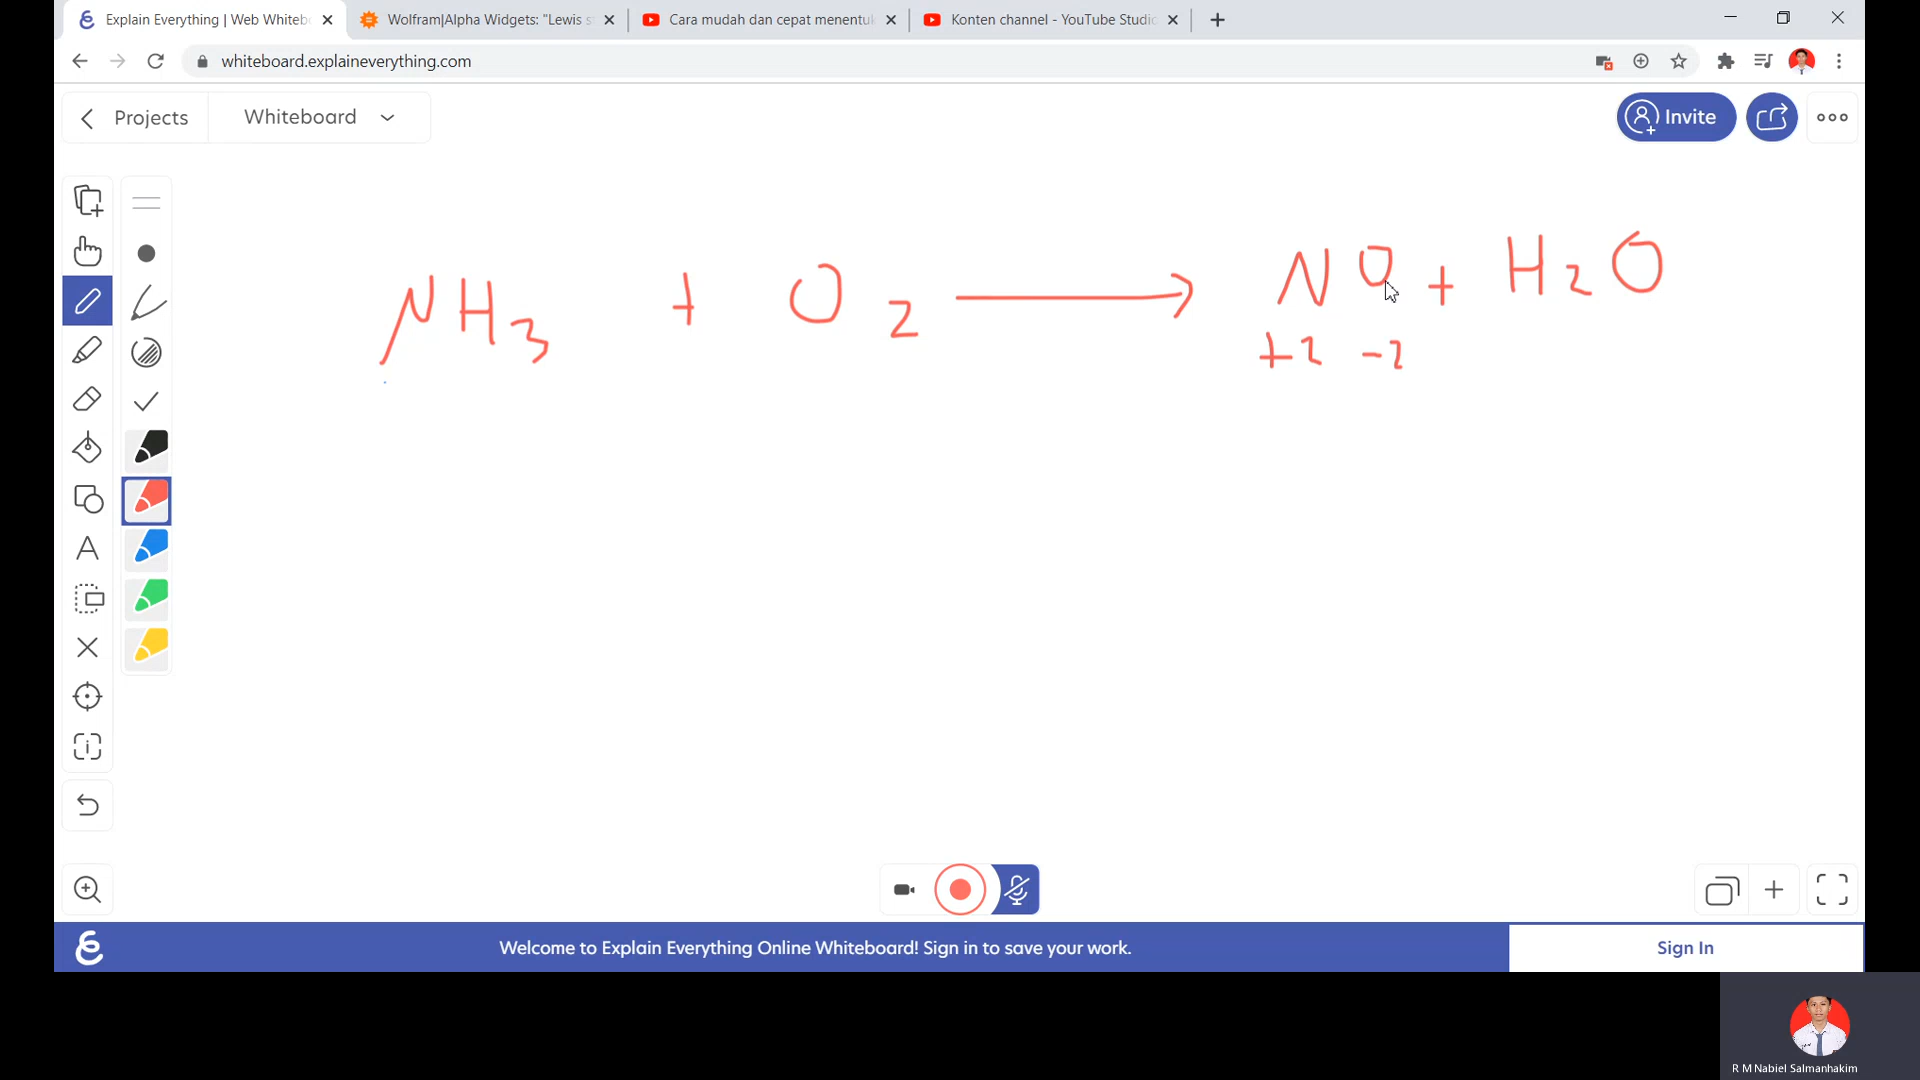 Explain Everything | Web Whitebo
Wolfram|Alpha Widgets: "Lewis s
Cara mudah dan cepat menentuk
Konten channel - YouTube Studio
whiteboard.explaineverything.com
Projects
Whiteboard
Invite
NH3 + O2 → NO + H2O
+2 -2
Welcome to Explain Everything Online Whiteboard! Sign in to save your work.
Sign In
R M Nabiel Salmanhakim